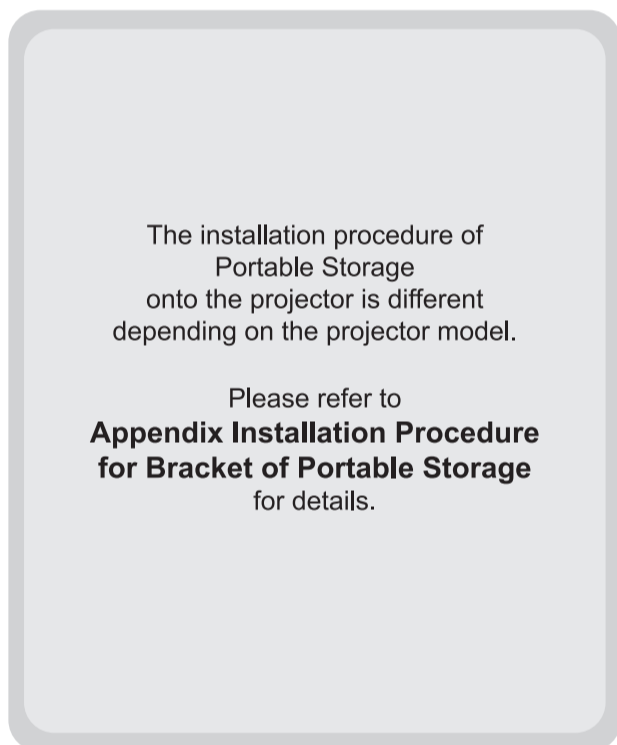 The installation procedure of
Portable Storage
onto the projector is different
depending on the projector model.
Please refer to
Appendix Installation Procedure
for Bracket of Portable Storage
for details.